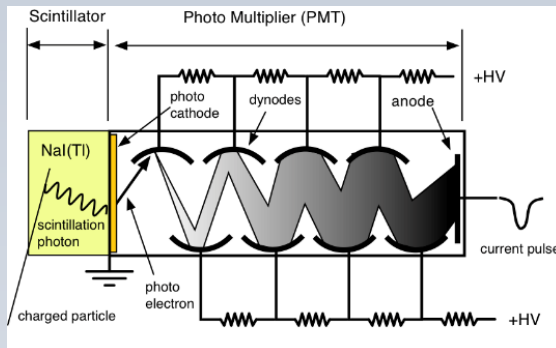 Scintillator
Photo Multiplier (PMT)
+HV
photo
cathode
dynodes
anode
NaI(Tl)
scintillation
photon
current pulse
photo
electron
charged particle
+HV